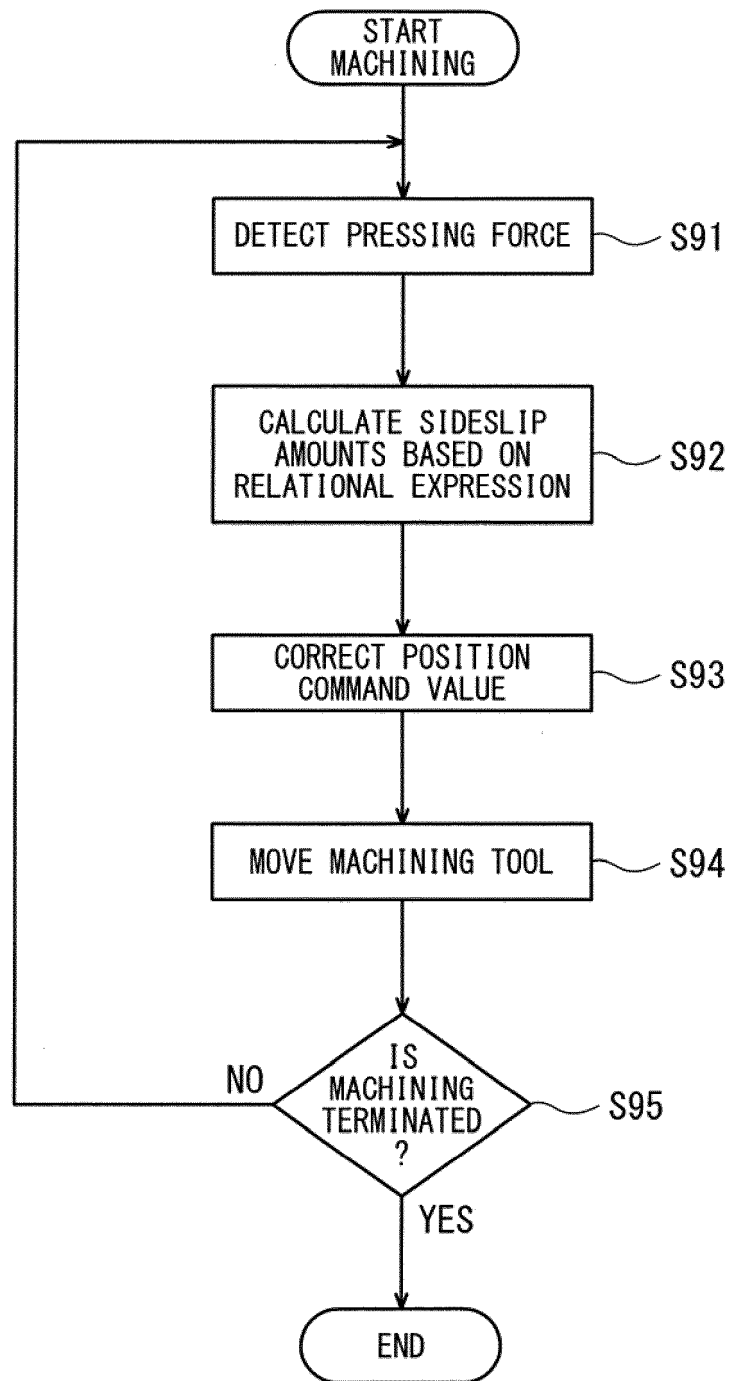 START
MACHINING
DETECT PRESSING FORCE
S91
CALCULATE SIDESLIP
AMOUNTS BASED ON
RELATIONAL EXPRESSION
S92
CORRECT POSITION
COMMAND VALUE
S93
MOVE MACHINING TOOL
S94
IS
MACHINING
TERMINATED
?
S95
NO
YES
END